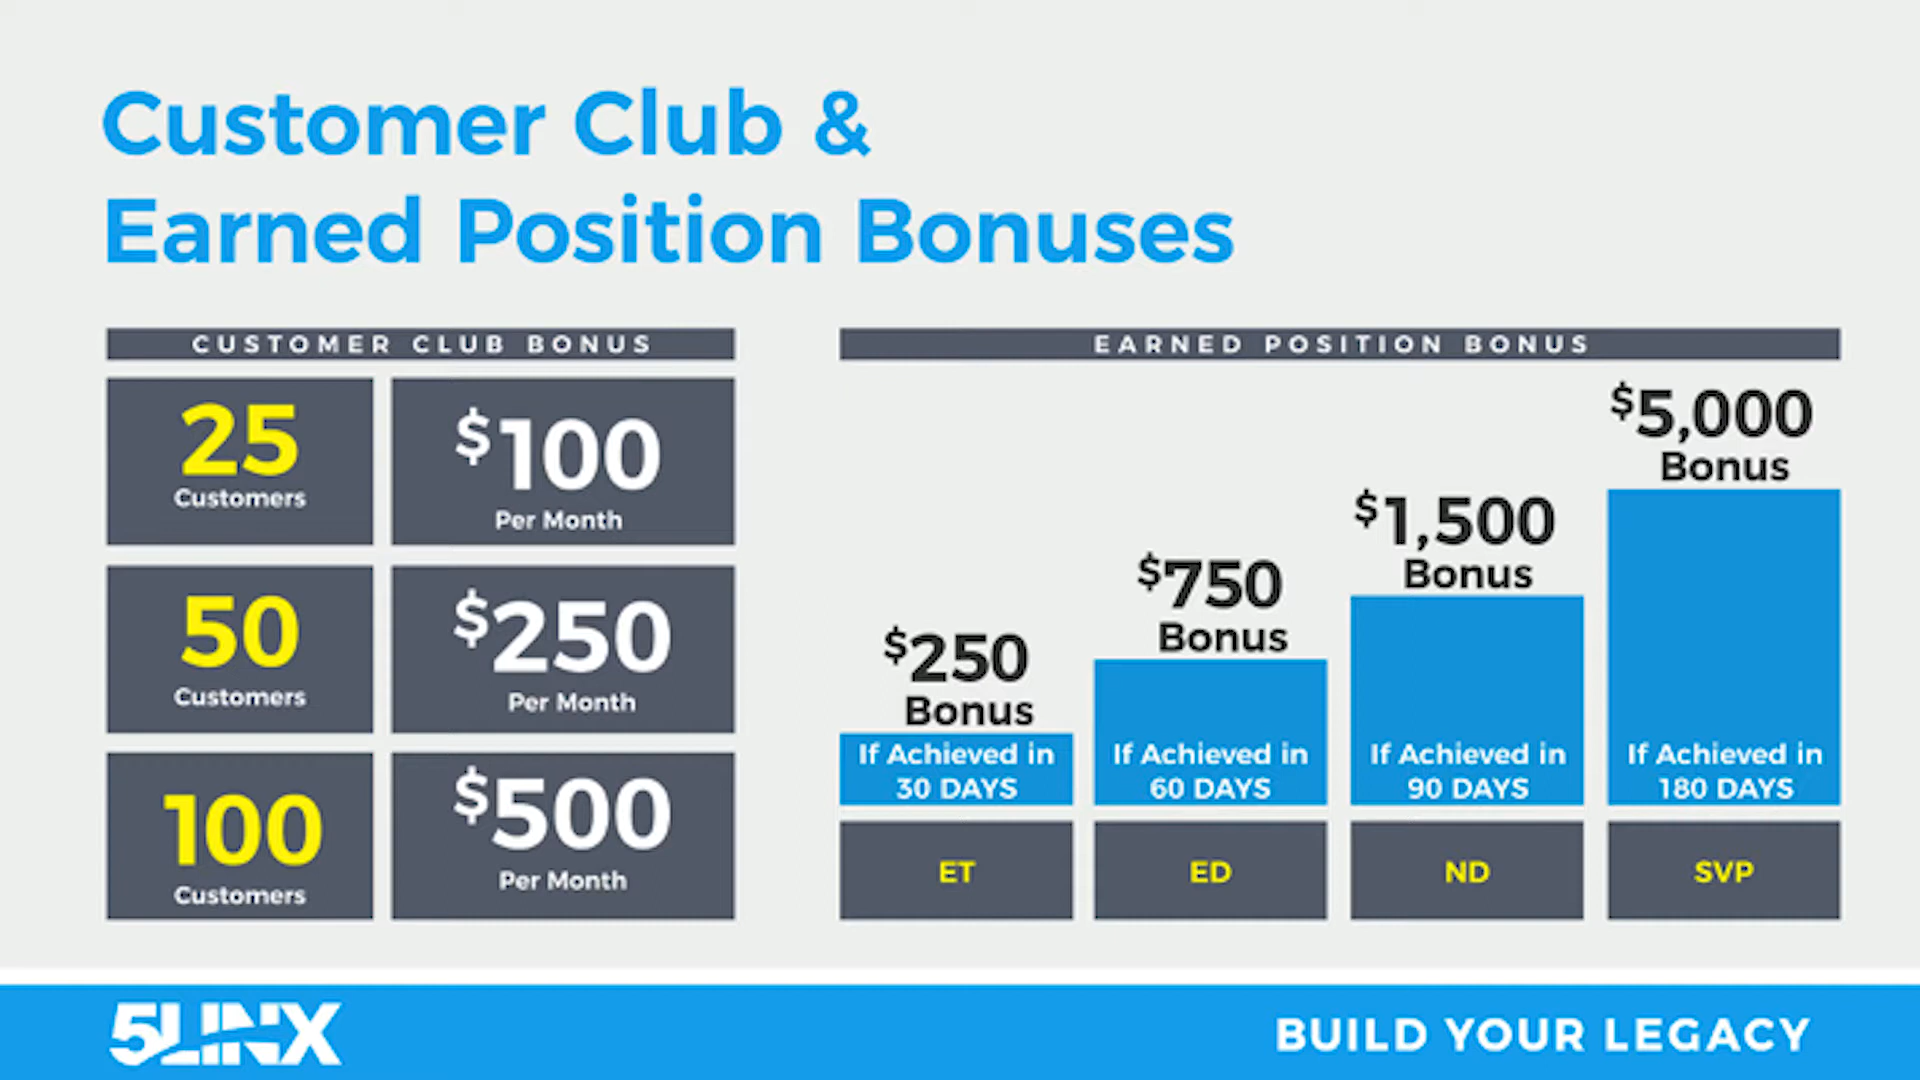 Customer Club &
Earned Position Bonuses
CUSTOMER CLUB BONUS
25
Customers
$100
Per Month
50
Customers
$250
Per Month
100
Customers
$500
Per Month
EARNED POSITION BONUS
$250
Bonus
If Achieved in
30 DAYS
ET
$750
Bonus
If Achieved in
60 DAYS
ED
$1,500
Bonus
If Achieved in
90 DAYS
ND
$5,000
Bonus
If Achieved in
180 DAYS
SVP
5LINX
BUILD YOUR LEGACY